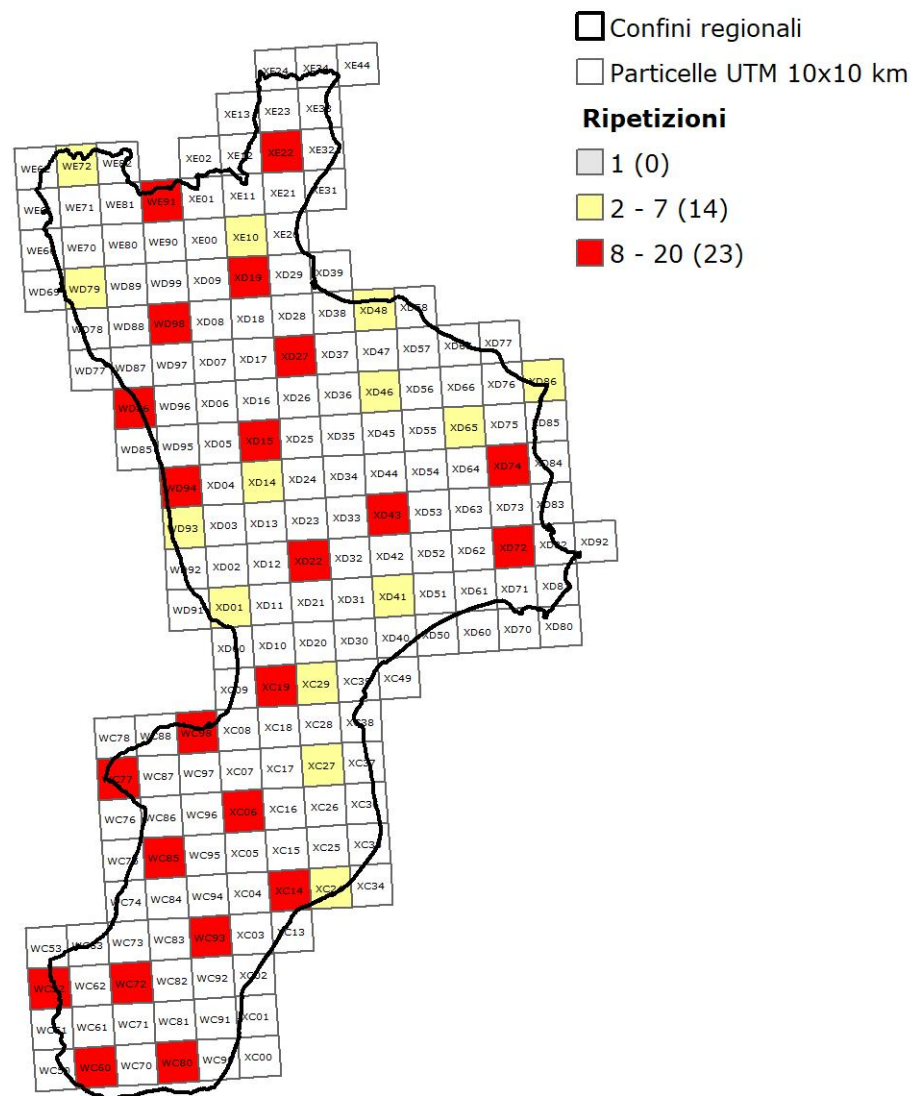 Confini regionali
Particelle UTM 10x10 km
Ripetizioni
1 (0)
2 - 7 (14)
8 - 20 (23)
XE24 XE34 XE44
XE13 XE23 XE33
WE72 XE02 XE12 XE22 XE32
WE71 WE81 WE91 XE01 XE11 XE21 XE31
WE70 WE80 WE90 XE00 XE10
WD69 WD79 WD89 WD99 XD09 XD19 XD29 XD39
WD78 WD88 WD98 XD08 XD18 XD28 XD38 XD48
WD77 WD87 WD97 XD07 XD17 XD27 XD37 XD47 XD57 XD77
WD96 XD06 XD16 XD26 XD36 XD46 XD56 XD66 XD76 XD86
WD85 WD95 XD05 XD15 XD25 XD35 XD45 XD55 XD65 XD75 XD85
WD94 XD04 XD14 XD24 XD34 XD44 XD54 XD64 XD74 XD84
WD93 XD03 XD13 XD23 XD33 XD43 XD53 XD63 XD73 XD83
WD92 XD02 XD12 XD22 XD32 XD42 XD52 XD62 XD72 XD92
WD91 XD01 XD11 XD21 XD31 XD41 XD51 XD61 XD71
XD10 XD20 XD30 XD40 XD50 XD60 XD70 XD80
XC09 XC19 XC29 XC49
WC78 WC88 WC98 XC08 XC18 XC28 XC38
WC87 WC97 XC07 XC17 XC27
WC76 WC86 WC96 XC06 XC16 XC26
WC85 WC95 XC05 XC15 XC25
WC74 WC84 WC94 XC04 XC14 XC34
WC53 WC73 WC83 WC93 XC03 XC13
WC62 WC72 WC82 WC92 XC02
WC61 WC71 WC81 WC91 XC01
WC60 WC70 WC80 XC00